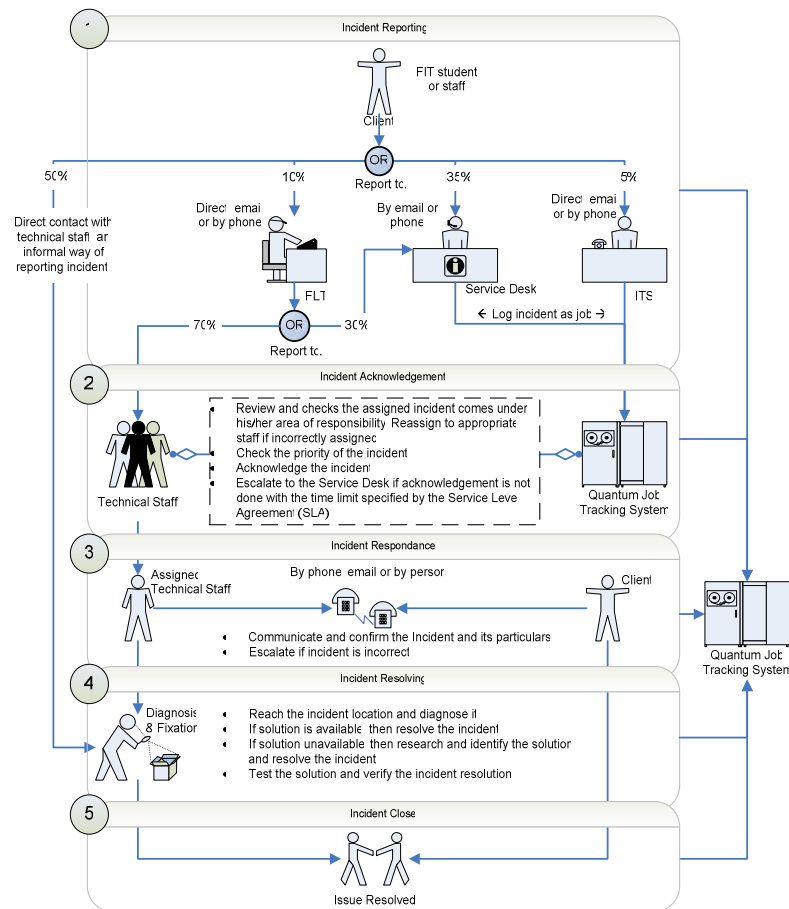 1
Incident Reporting
FIT student
or staff
Client
OR
Report to.
50%
10%
35%
5%
Direct contact with
technical staff an
informal way of
reporting incident
Direct email
or by phone
By email or
phone
Direct email
or by phone
FLT
Service Desk
ITS
← Log incident as job →
70%
OR
30%
Report to.
2
Incident Acknowledgement
• Review and checks the assigned incident comes under
his/her area of responsibility. Reassign to appropriate
staff if incorrectly assigned
• Check the priority of the incident
• Acknowledge the incident
• Escalate to the Service Desk if acknowledgement is not
done with the time limit specified by the Service Level
Agreement (SLA)
Technical Staff
Quantum Job
Tracking System
3
Incident Respondance
Assigned
Technical Staff
By phone email or by person
Client
• Communicate and confirm the Incident and its particulars
• Escalate if incident is incorrect
Quantum Job
Tracking System
4
Incident Resolving
Diagnosis
& Fixation
• Reach the incident location and diagnose it
• If solution is available then resolve the incident
• If solution unavailable then research and identify the solution
and resolve the incident
• Test the solution and verify the incident resolution
5
Incident Close
Issue Resolved